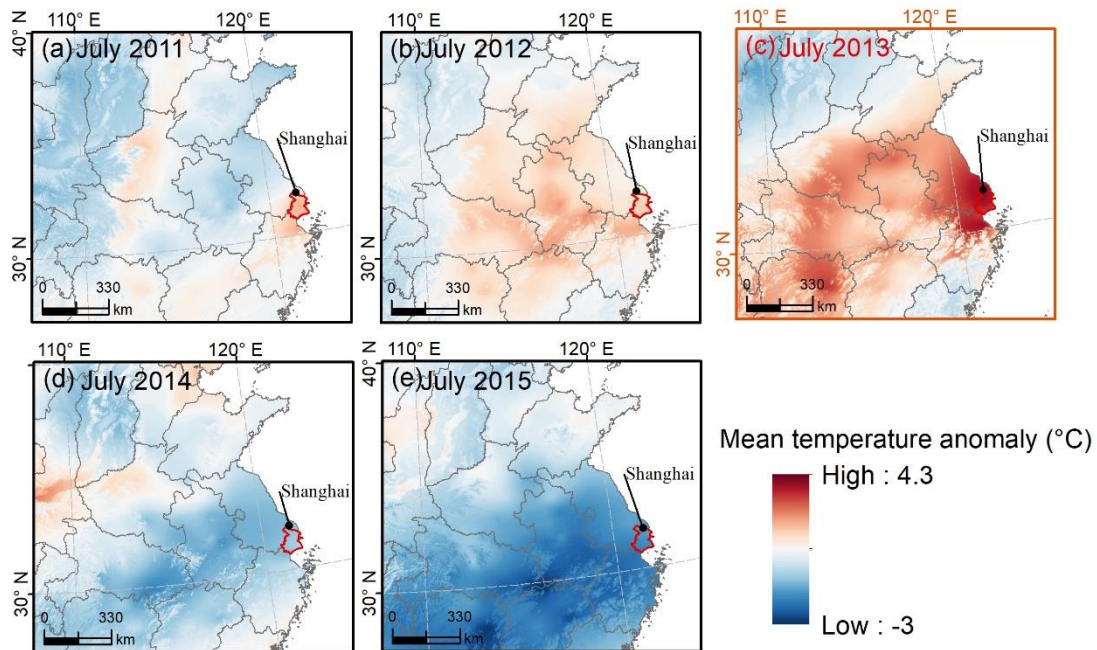 110° E 120° E 110° E 120° E 110° E 120° E
40° N
(a) July 2011 (b) July 2012 (c) July 2013
Shanghai Shanghai Shanghai
30° N 30° N 30° N
0 330 0 330 0 330
km km km
110° E 120° E 110° E 120° E
40° N
(d) July 2014 (e) July 2015
Mean temperature anomaly (°C)
High : 4.3
Shanghai Shanghai
30° N 30° N
0 330 0 330
km km
Low : -3